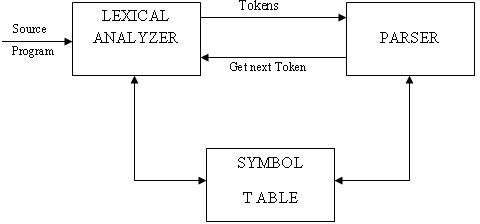 LEXICAL
ANALYZER
Source
Program
Tokens
Get next Token
PARSER
SYMBOL
TABLE